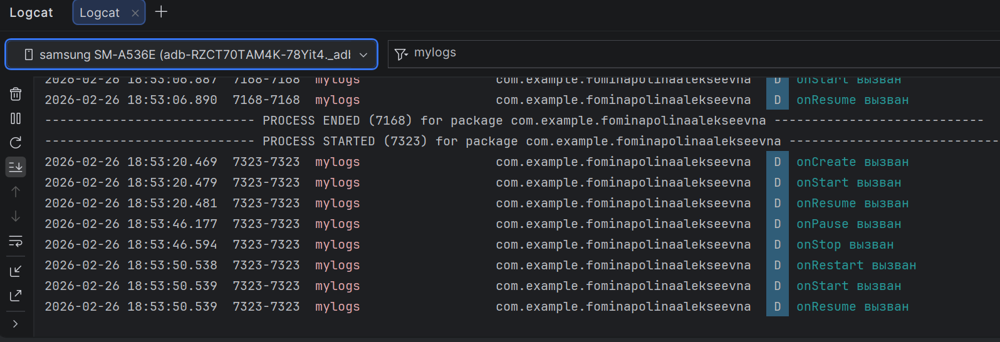 Logcat Logcat
samsung SM-A536E (adb-RZCT70TAM4K-78Yit4._adb mylogs
2026-02-26 18:53:06.887 7168-7168 mylogs com.example.fominapolinaalekseevna onStart вызван
2026-02-26 18:53:06.890 7168-7168 mylogs com.example.fominapolinaalekseevna D onResume вызван
---------------------------- PROCESS ENDED (7168) for package com.example.fominapolinaalekseevna ----------------------------
---------------------------- PROCESS STARTED (7323) for package com.example.fominapolinaalekseevna ----------------------------
2026-02-26 18:53:20.469 7323-7323 mylogs com.example.fominapolinaalekseevna D onCreate вызван
2026-02-26 18:53:20.479 7323-7323 mylogs com.example.fominapolinaalekseevna D onStart вызван
2026-02-26 18:53:20.481 7323-7323 mylogs com.example.fominapolinaalekseevna D onResume вызван
2026-02-26 18:53:46.177 7323-7323 mylogs com.example.fominapolinaalekseevna D onPause вызван
2026-02-26 18:53:46.594 7323-7323 mylogs com.example.fominapolinaalekseevna D onStop вызван
2026-02-26 18:53:50.538 7323-7323 mylogs com.example.fominapolinaalekseevna D onRestart вызван
2026-02-26 18:53:50.539 7323-7323 mylogs com.example.fominapolinaalekseevna D onStart вызван
2026-02-26 18:53:50.539 7323-7323 mylogs com.example.fominapolinaalekseevna D onResume вызван